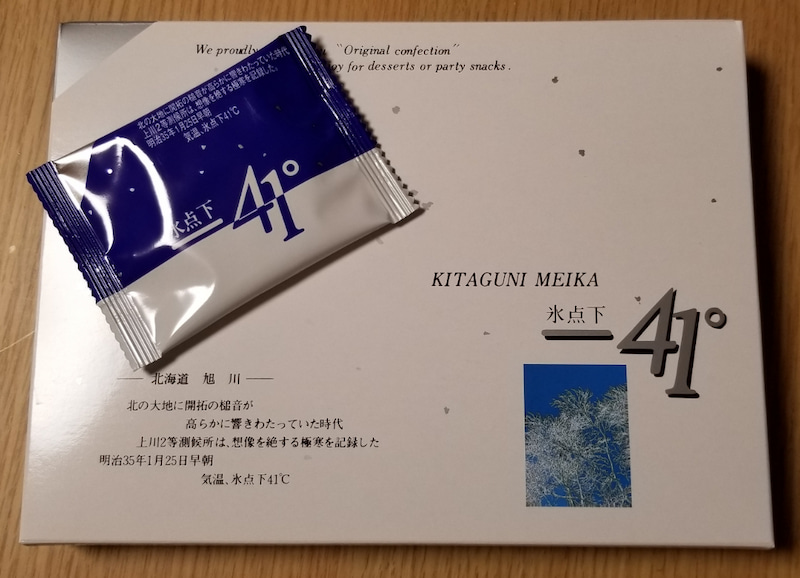 We proudly "Original confection"
for desserts or party snacks.
北の大地に開拓の槌音が高らかに響きわたっていた時代
上川2等測候所は、想像を絶する極寒を記録した。
明治35年1月25日早朝
気温、氷点下41℃
氷点下 41°
KITAGUNI MEIKA
氷点下 41°
北海道 旭川
北の大地に開拓の槌音が
高らかに響きわたっていた時代
上川2等測候所は、想像を絶する極寒を記録した
明治35年1月25日早朝
気温、氷点下41℃